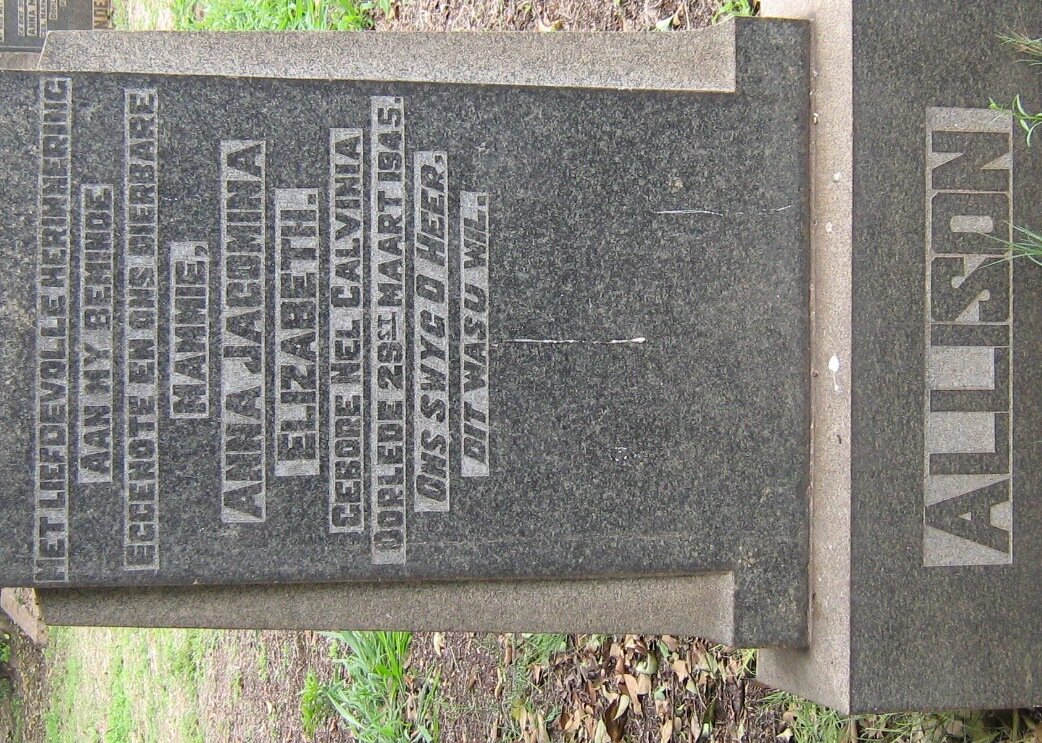 MET LIEFDEVOLLE HERINNERING
AAN MY BEMINDE
EGGENOTE EN ONS DIERBARE
MAMMIE,
ANNA JACOMINA
ELIZABETH.
GEBORE NEL CALVINIA
OORLEDE 29ST MAART 1945.
ONS SWYG O HEER,
DIT WAS U WIL.
ALLISON